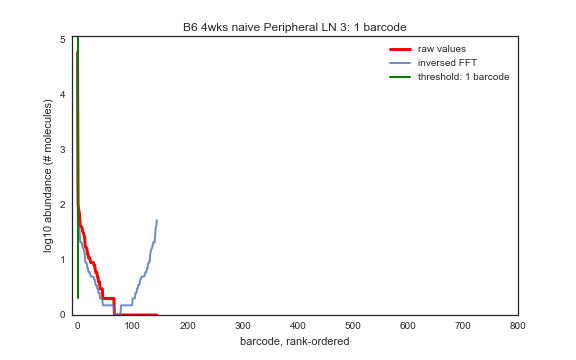 B6 4wks naive Peripheral LN 3: 1 barcode
raw values
inversed FFT
threshold: 1 barcode
log10 abundance (# molecules)
5
4
3
2
1
0
0 100 200 300 400 500 600 700 800
barcode, rank-ordered